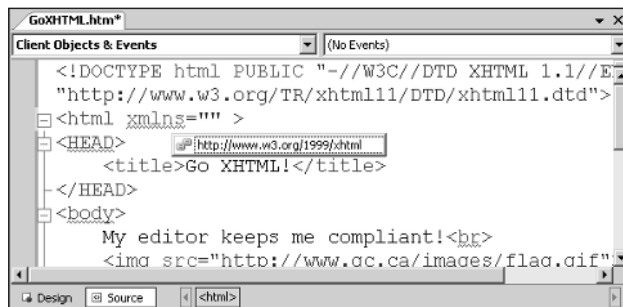 GoXHTML.htm*
Client Objects & Events (No Events)
<!DOCTYPE html PUBLIC "-//W3C//DTD XHTML 1.1//E
"http://www.w3.org/TR/xhtml11/DTD/xhtml11.dtd">
<html xmlns="" >
<HEAD>
http://www.w3.org/1999/xhtml
<title>Go XHTML!</title>
</HEAD>
<body>
My editor keeps me compliant!<br>
<img src="http://www.gc.ca/images/flag.gif"
Design Source <html>